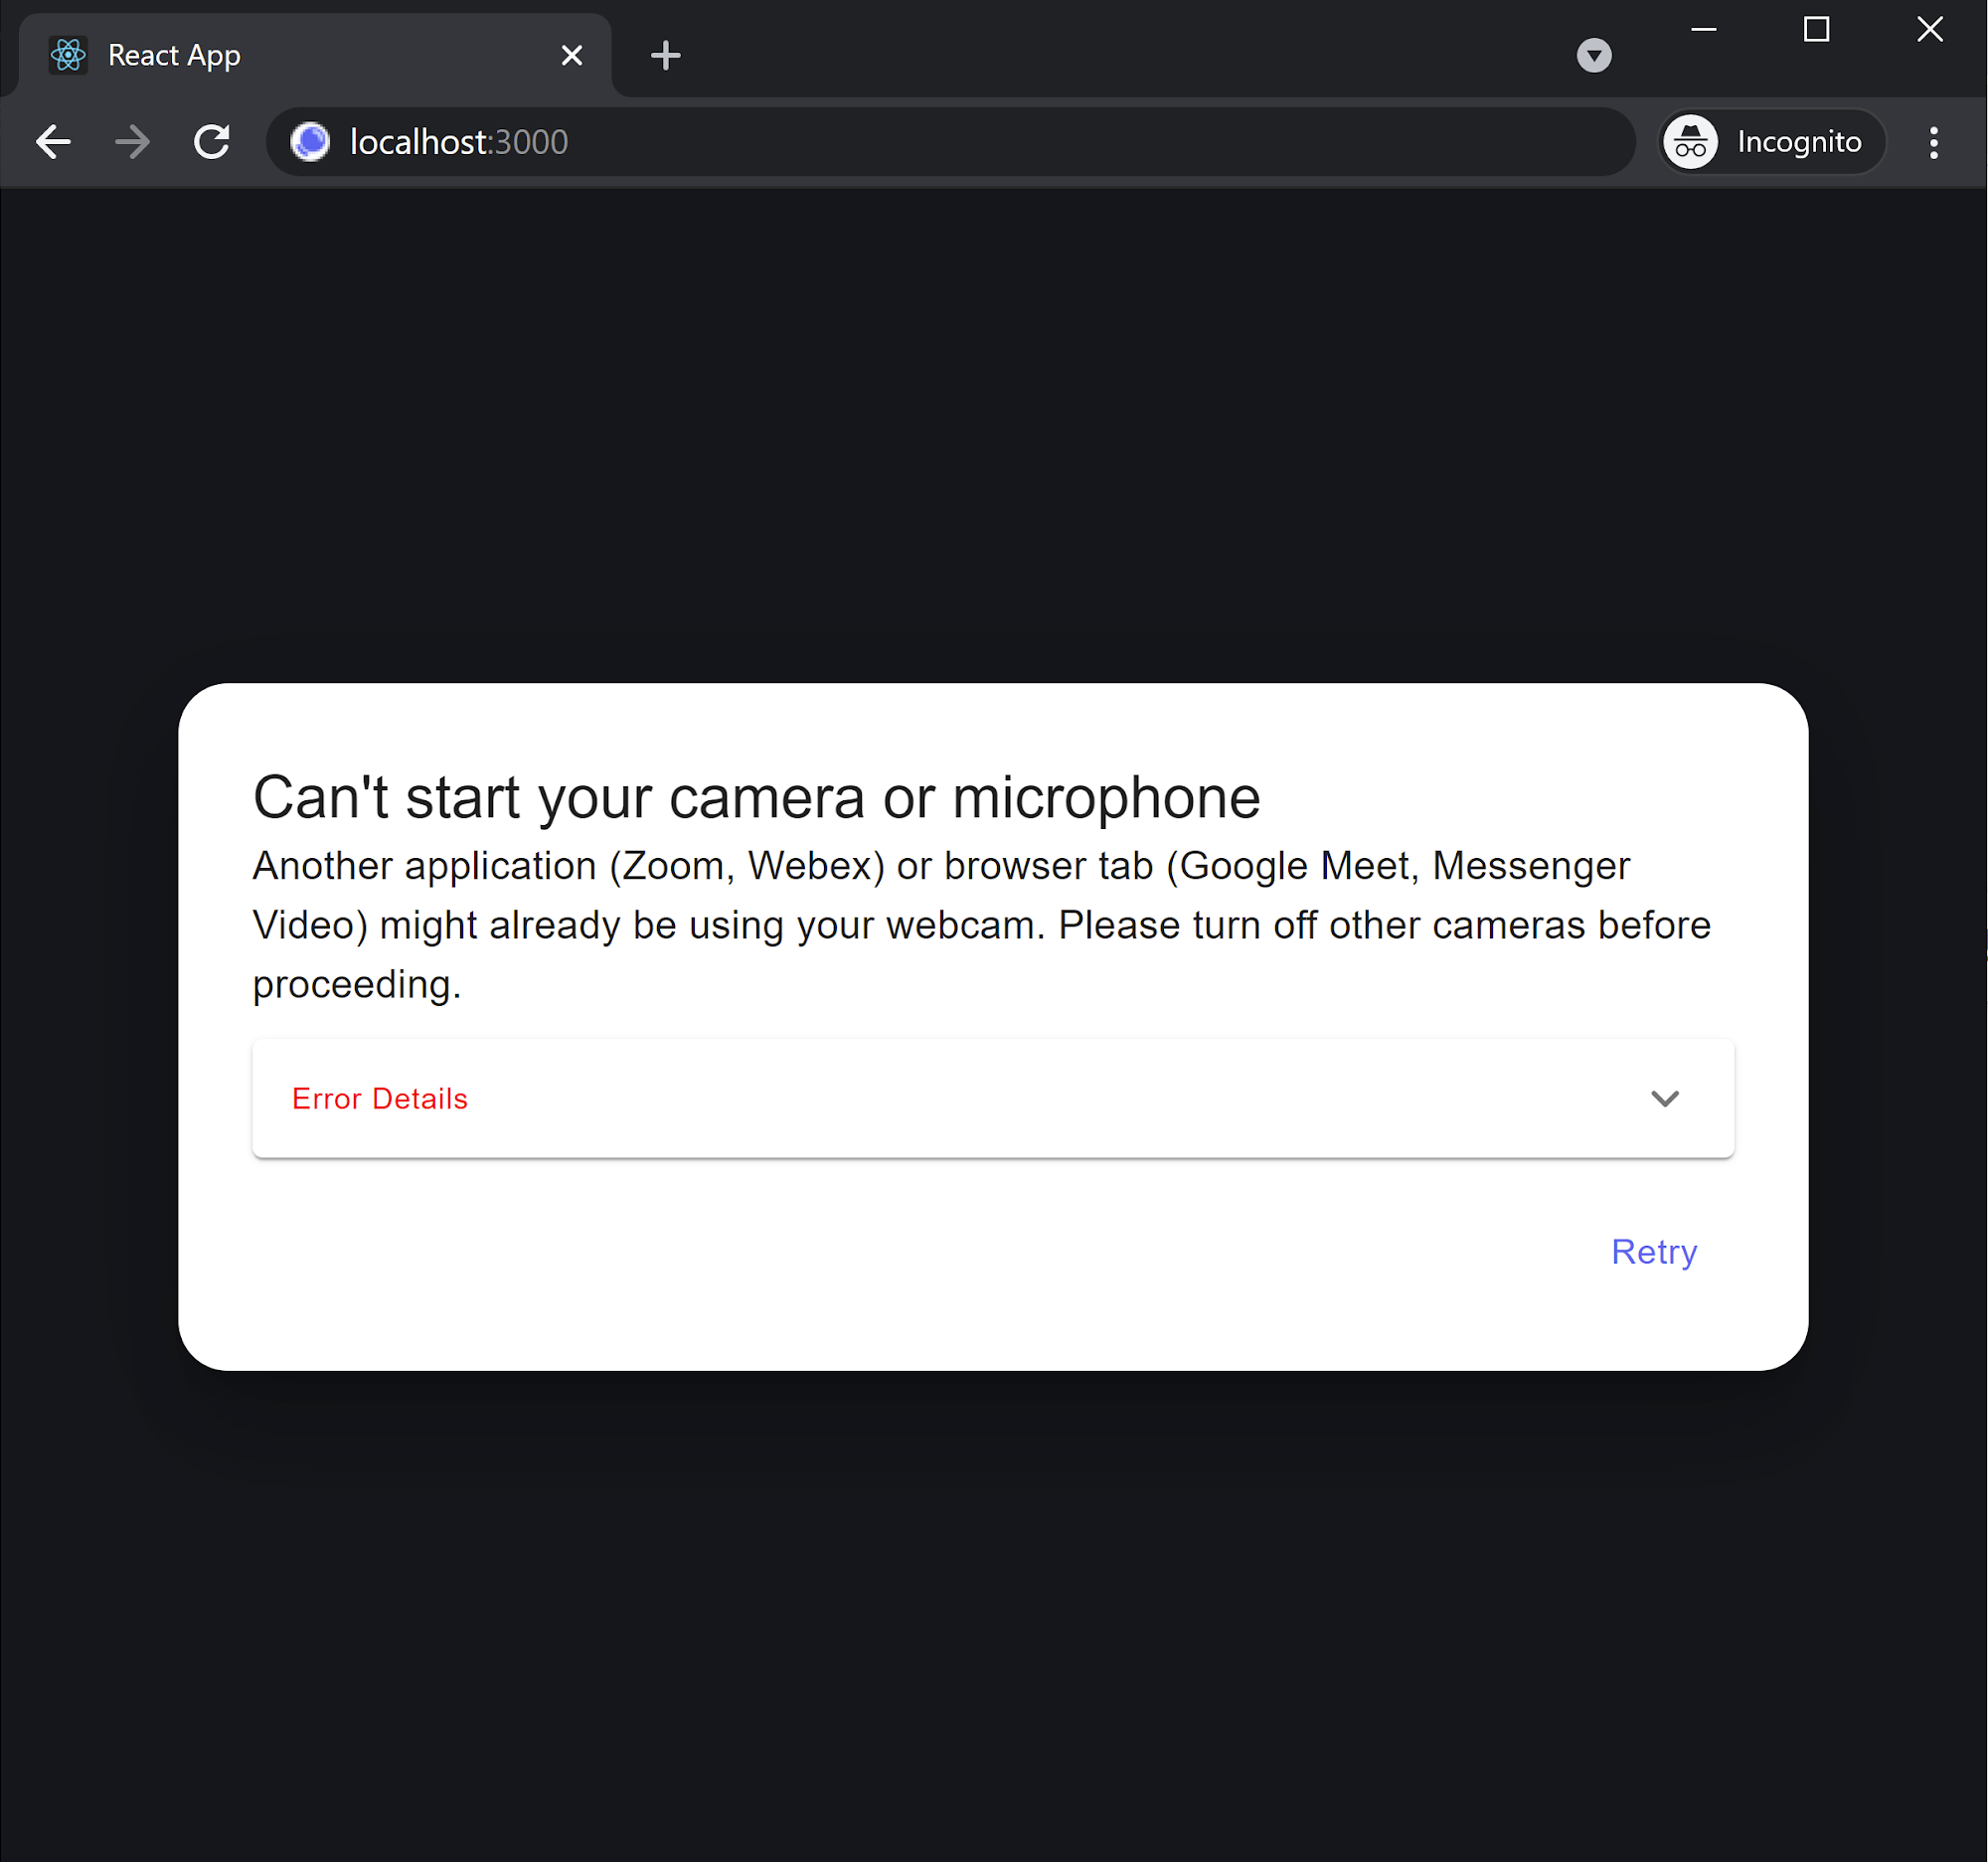 React App
localhost:3000
Incognito
Can't start your camera or microphone
Another application (Zoom, Webex) or browser tab (Google Meet, Messenger
Video) might already be using your webcam. Please turn off other cameras before
proceeding.
Error Details
Retry